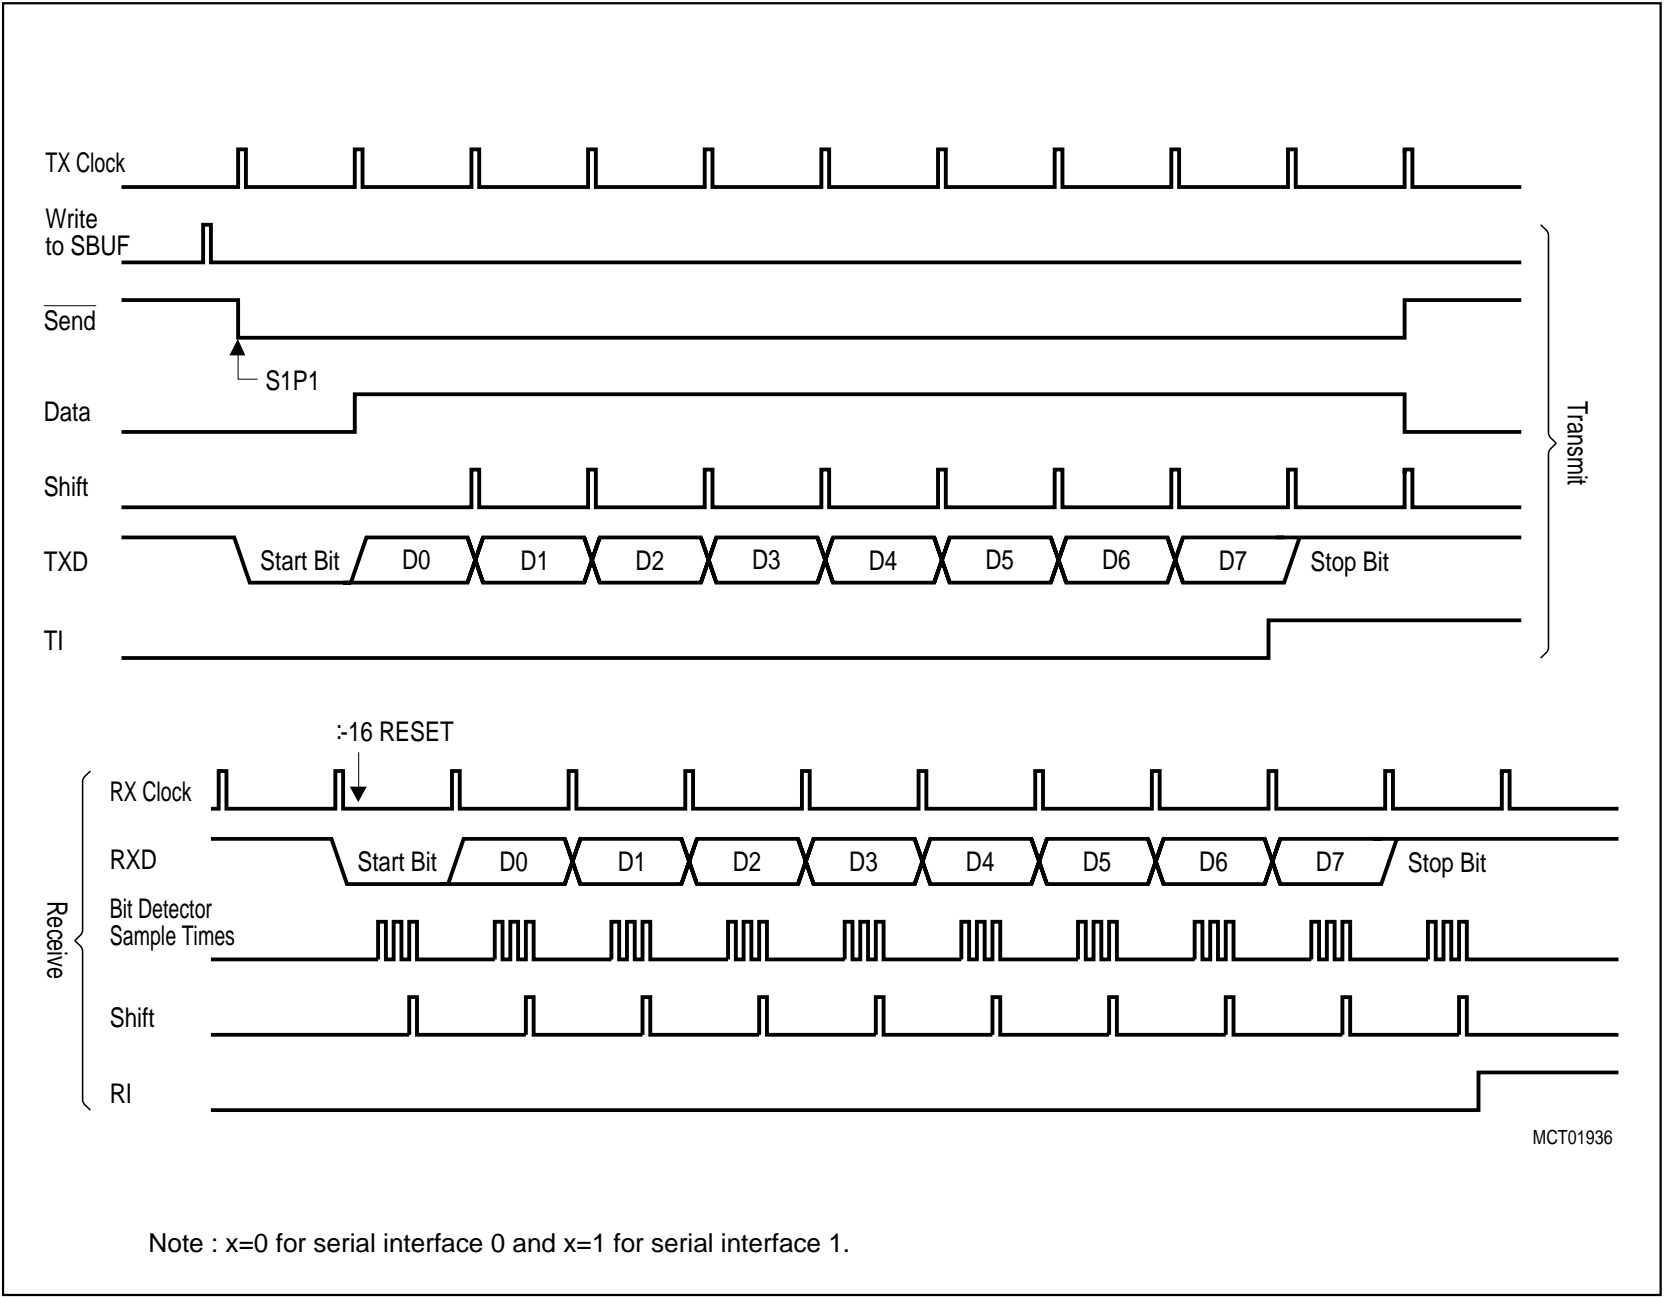 TX Clock
Write
to SBUF
Send
S1P1
Data
Shift
TXD
Start Bit D0 D1 D2 D3 D4 D5 D6 D7 Stop Bit
TI
Transmit
:-16 RESET
RX Clock
RXD
Start Bit D0 D1 D2 D3 D4 D5 D6 D7 Stop Bit
Bit Detector
Sample Times
Shift
RI
Receive
MCT01936
Note : x=0 for serial interface 0 and x=1 for serial interface 1.